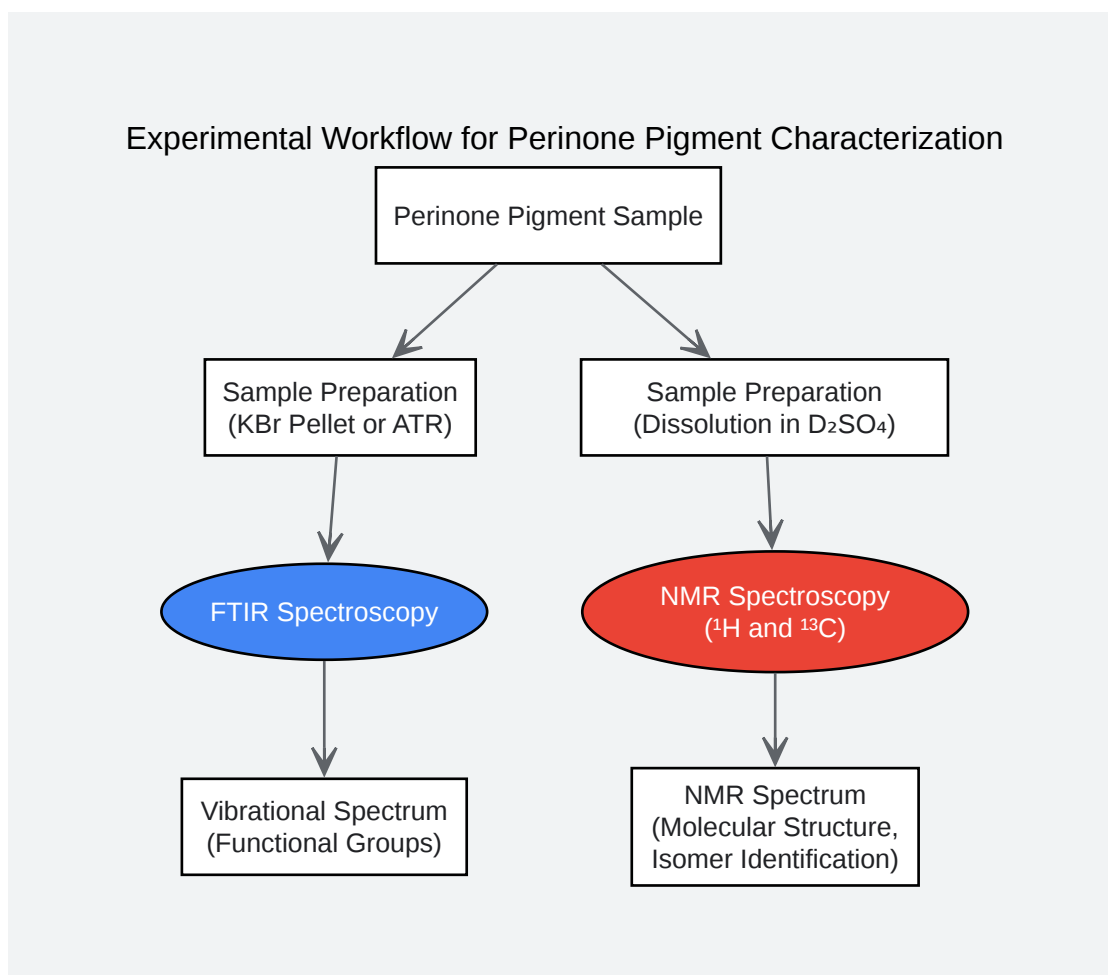 Experimental Workflow for Perinone Pigment Characterization
Perinone Pigment Sample
Sample Preparation
(KBr Pellet or ATR)
Sample Preparation
(Dissolution in D₂SO₄)
FTIR Spectroscopy
NMR Spectroscopy
(¹H and ¹³C)
Vibrational Spectrum
(Functional Groups)
NMR Spectrum
(Molecular Structure,
Isomer Identification)